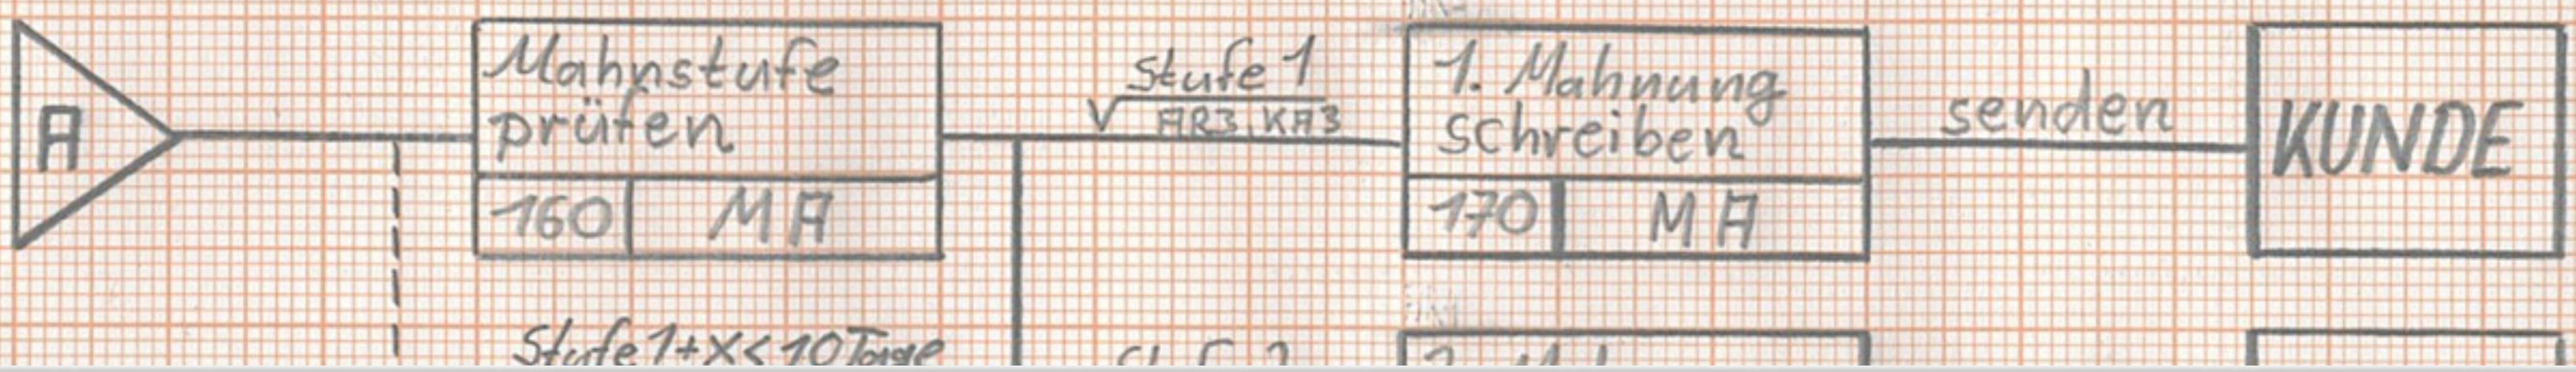 A
Mahnstufe
prüfen
160 MA
Stufe 1
AR3, KA3
1. Mahnung
schreiben
170 MA
senden
KUNDE
Stufe 1+X<10 Tage